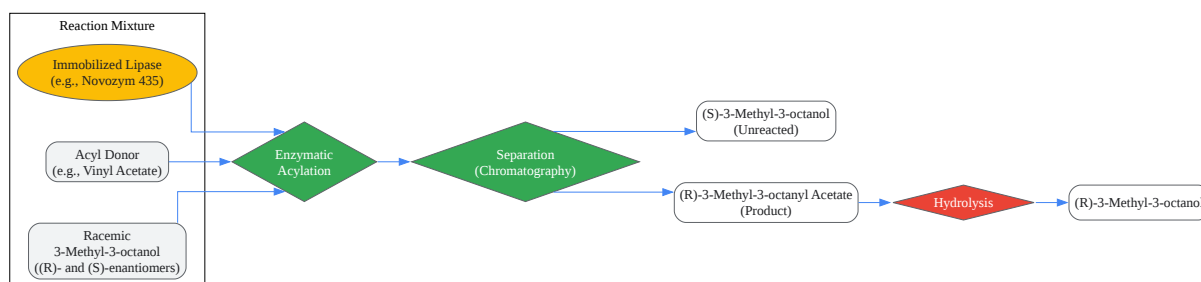 Reaction Mixture
Immobilized Lipase
(e.g., Novozym 435)
Acyl Donor
(e.g., Vinyl Acetate)
Racemic
3-Methyl-3-octanol
((R)- and (S)-enantiomers)
Enzymatic
Acylation
Separation
(Chromatography)
(S)-3-Methyl-3-octanol
(Unreacted)
(R)-3-Methyl-3-octanyl Acetate
(Product)
Hydrolysis
(R)-3-Methyl-3-octanol